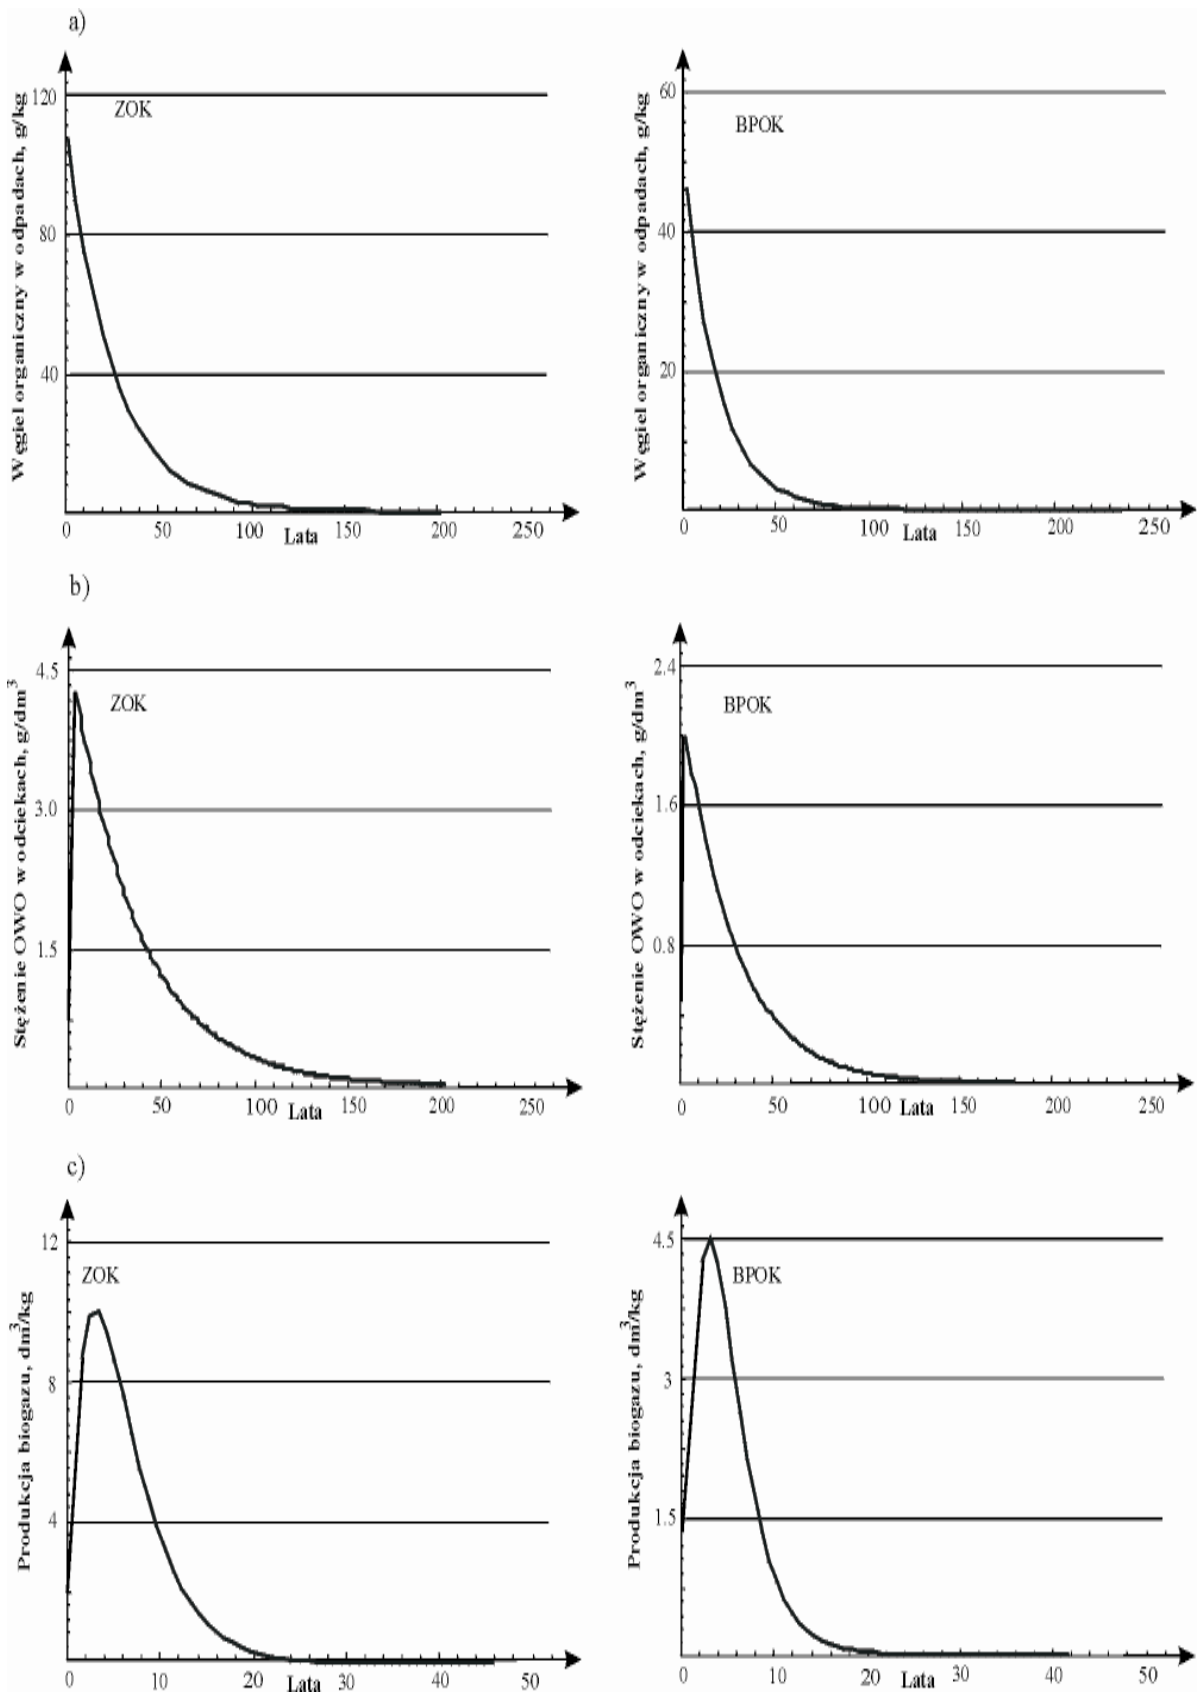 a)
Węgiel organiczny w odpadach, g/kg
120
80
40
ZOK
0 50 100 150 200 250
Lata
Węgiel organiczny w odpadach, g/kg
60
40
20
BPOK
0 50 100 150 200 250
Lata
b)
Stężenie OWO w odciekach, g/dm³
4.5
3.0
1.5
ZOK
0 50 100 150 200 250
Lata
Stężenie OWO w odciekach, g/dm³
2.4
1.6
0.8
BPOK
0 50 100 150 200 250
Lata
c)
Produkcja biogazu, dm³/kg
12
8
4
ZOK
0 10 20 30 40 50
Lata
Produkcja biogazu, dm³/kg
4.5
3
1.5
BPOK
0 10 20 30 40 50
Lata